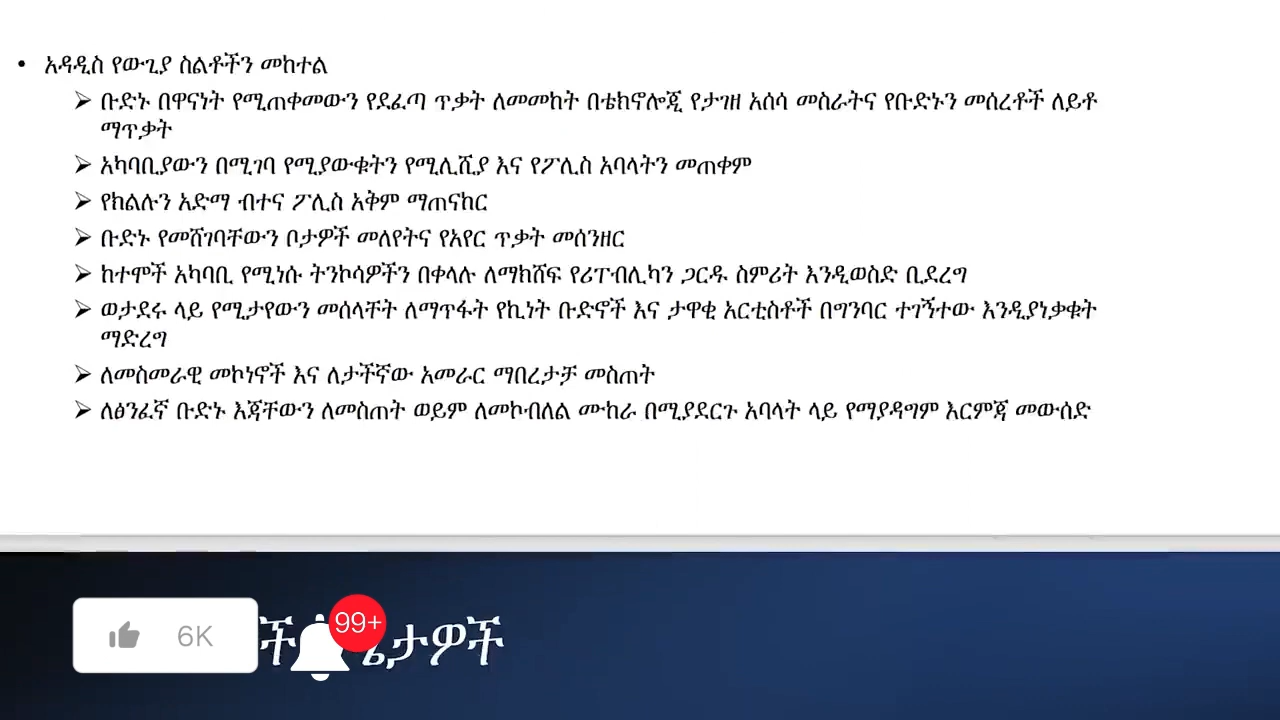 • አዳዲስ የውጊያ ስልቶችን መከተል
➢ ቡድኑ በዋናነት የሚጠቀመውን የደፈጣ ጥቃት ለመመከት በቴክኖሎጂ የታገዘ አሰሳ መስራትና የቡድኑን መሰረቶች ለይቶ
ማጥቃት
➢ አካባቢያውን በሚገባ የሚያውቁትን የሚሊሺያ እና የፖሊስ አባላትን መጠቀም
➢ የክልሉን አድማ ብተና ፖሊስ አቅም ማጠናከር
➢ ቡድኑ የመሸገባቸውን ቦታዎች መለየትና የአየር ጥቃት መሰንዘር
➢ ከተሞች አካባቢ የሚነሱ ትንኮሳዎችን በቀላሉ ለማክሸፍ የሪፐብሊካን ጋርዱ ስምሪት እንዲወስድ ቢደረግ
➢ ወታደሩ ላይ የሚታየውን መሰላቸት ለማጥፋት የኪነት ቡድኖች እና ታዋቂ አርቲስቶች በግንባር ተገኝተው እንዲያነቃቁት
ማድረግ
➢ ለመስመራዊ መኮነኖች እና ለታችኛው አመራር ማበረታቻ መስጠት
➢ ለፅንፈኛ ቡድኑ እጃቸውን ለመስጠት ወይም ለመኮብለል ሙከራ በሚያደርጉ አባላት ላይ የማያዳግም እርምጃ መውሰድ
6K 99+